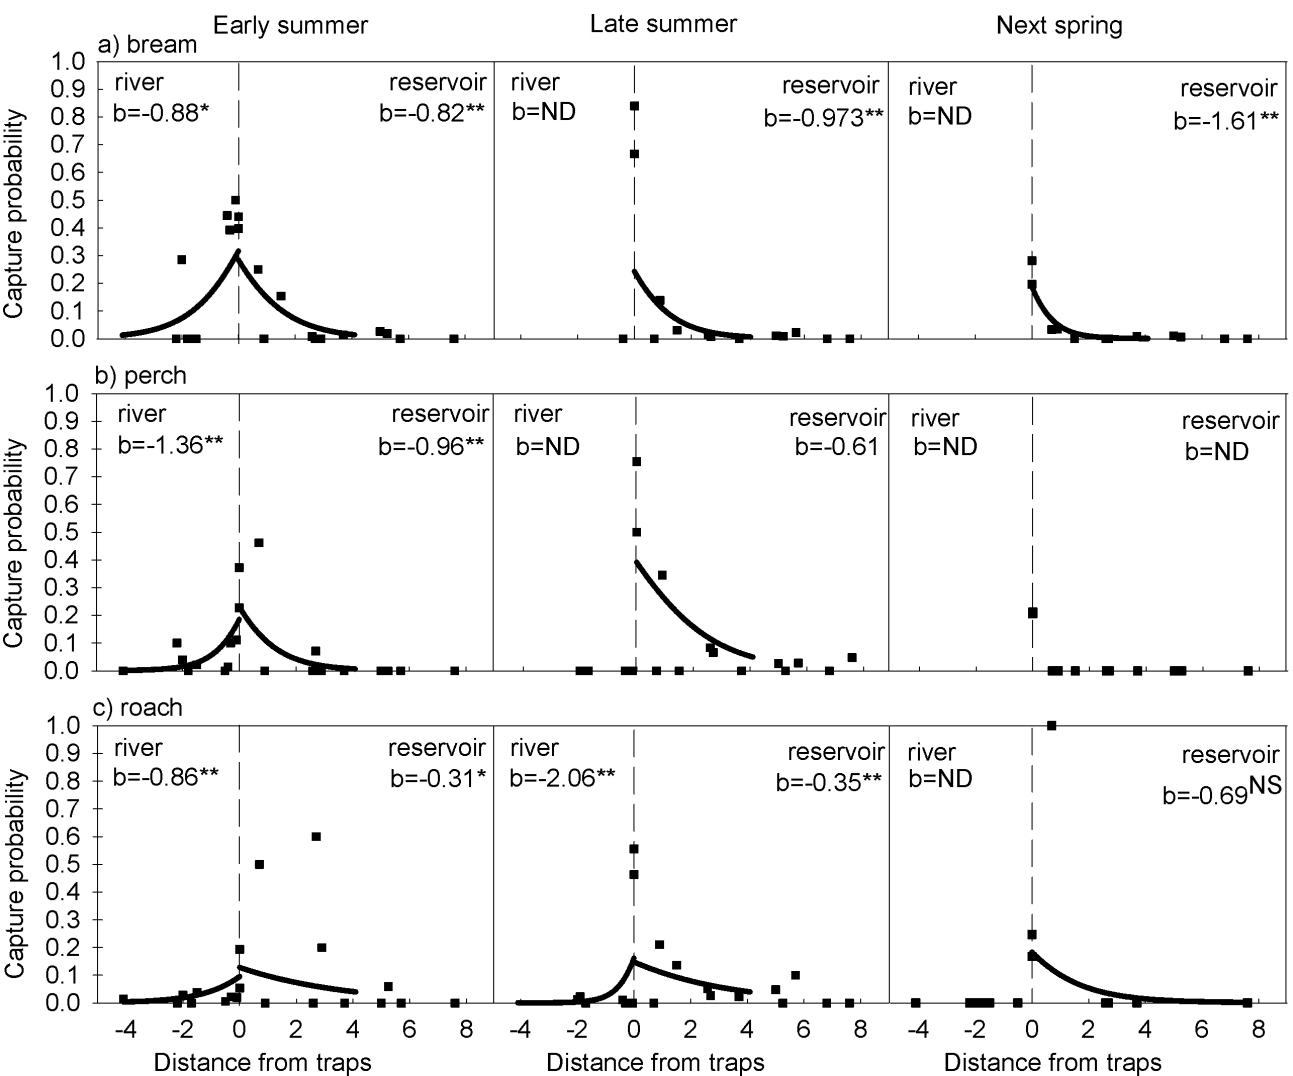 Early summer Late summer Next spring
a) bream
Capture probability
1.0
0.9
0.8
0.7
0.6
0.5
0.4
0.3
0.2
0.1
0.0
river
b=-0.88*
reservoir
b=-0.82**
river
b=ND
reservoir
b=-0.973**
river
b=ND
reservoir
b=-1.61**
b) perch
Capture probability
1.0
0.9
0.8
0.7
0.6
0.5
0.4
0.3
0.2
0.1
0.0
river
b=-1.36**
reservoir
b=-0.96**
river
b=ND
reservoir
b=-0.61
river
b=ND
reservoir
b=ND
c) roach
Capture probability
1.0
0.9
0.8
0.7
0.6
0.5
0.4
0.3
0.2
0.1
0.0
river
b=-0.86**
reservoir
b=-0.31*
river
b=-2.06**
reservoir
b=-0.35**
river
b=ND
reservoir
b=-0.69NS
-4 -2 0 2 4 6 8 -4 -2 0 2 4 6 8 -4 -2 0 2 4 6 8
Distance from traps Distance from traps Distance from traps